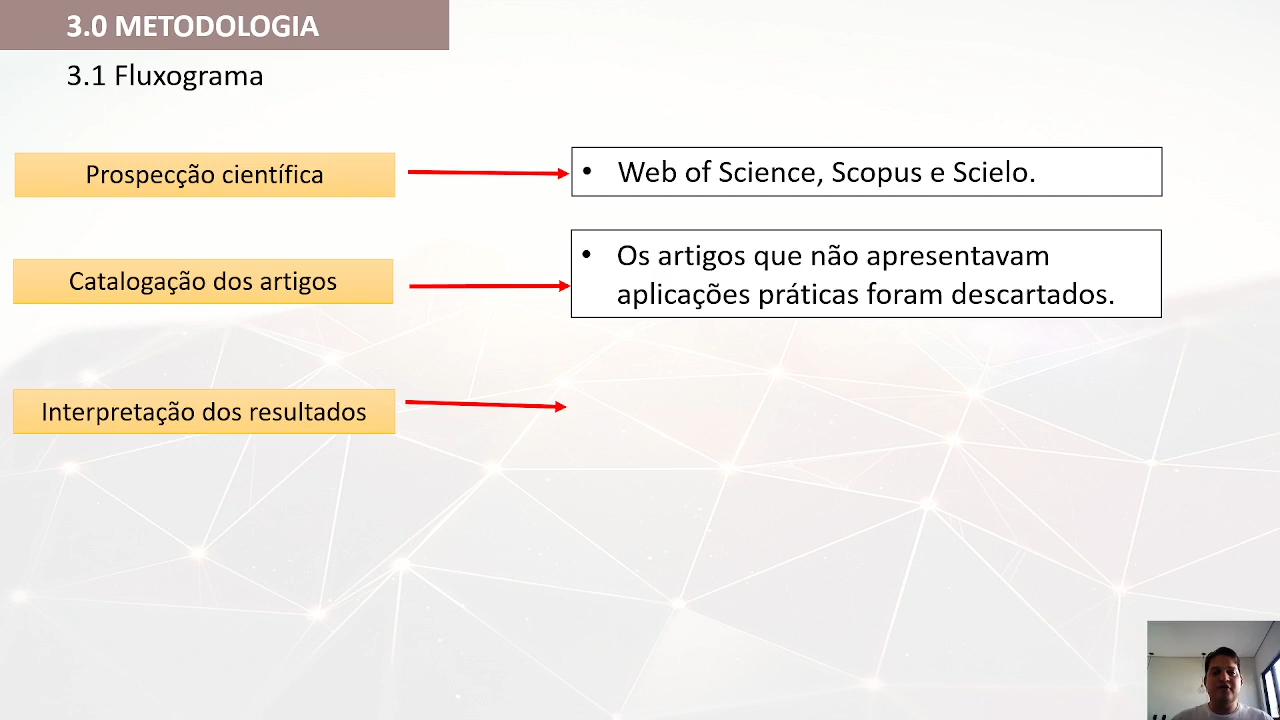 3.0 METODOLOGIA
3.1 Fluxograma
Prospecção científica
• Web of Science, Scopus e Scielo.
Catalogação dos artigos
• Os artigos que não apresentavam
aplicações práticas foram descartados.
Interpretação dos resultados